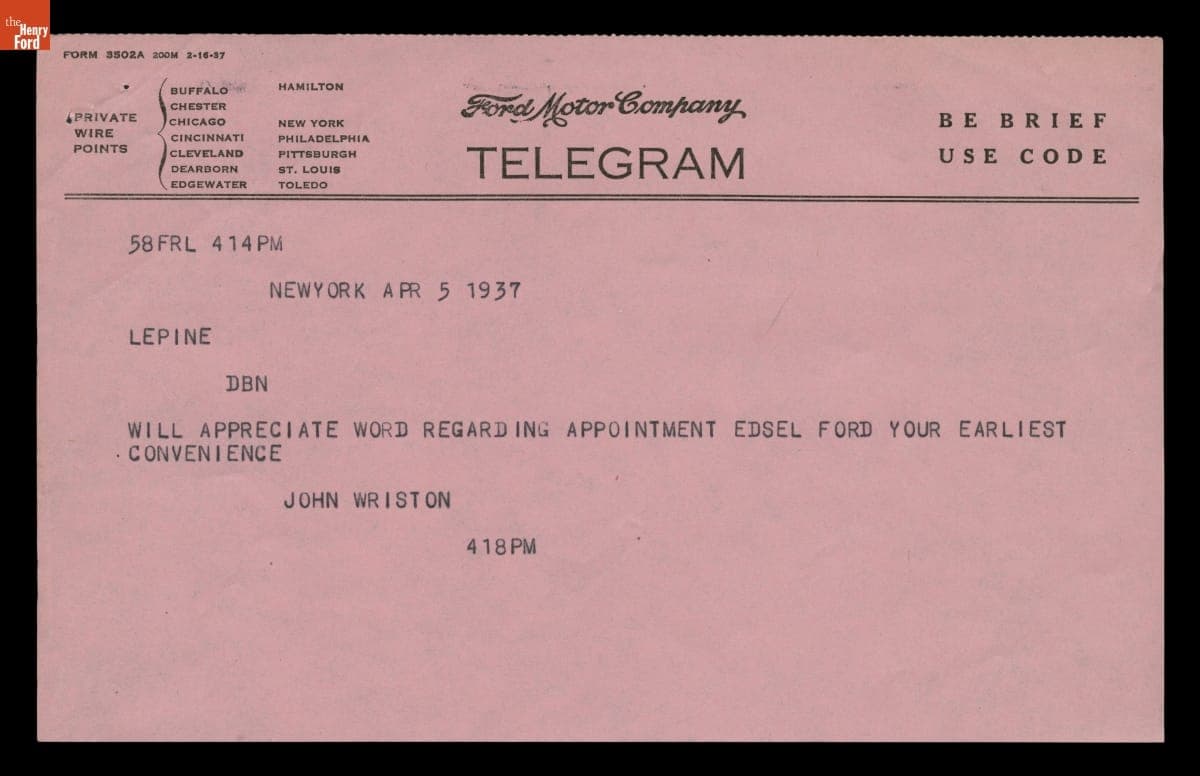 the
Henry
Ford
FORM 3502A 200M 2-16-37
PRIVATE
WIRE
POINTS
BUFFALO
CHESTER
CHICAGO
CINCINNATI
CLEVELAND
DEARBORN
EDGEWATER
HAMILTON
NEW YORK
PHILADELPHIA
PITTSBURGH
ST. LOUIS
TOLEDO
Ford Motor Company
TELEGRAM
BE BRIEF
USE CODE
58FRL 414PM
NEWYORK APR 5 1937
LEPINE
DBN
WILL APPRECIATE WORD REGARDING APPOINTMENT EDSEL FORD YOUR EARLIEST
CONVENIENCE
JOHN WRISTON
418PM